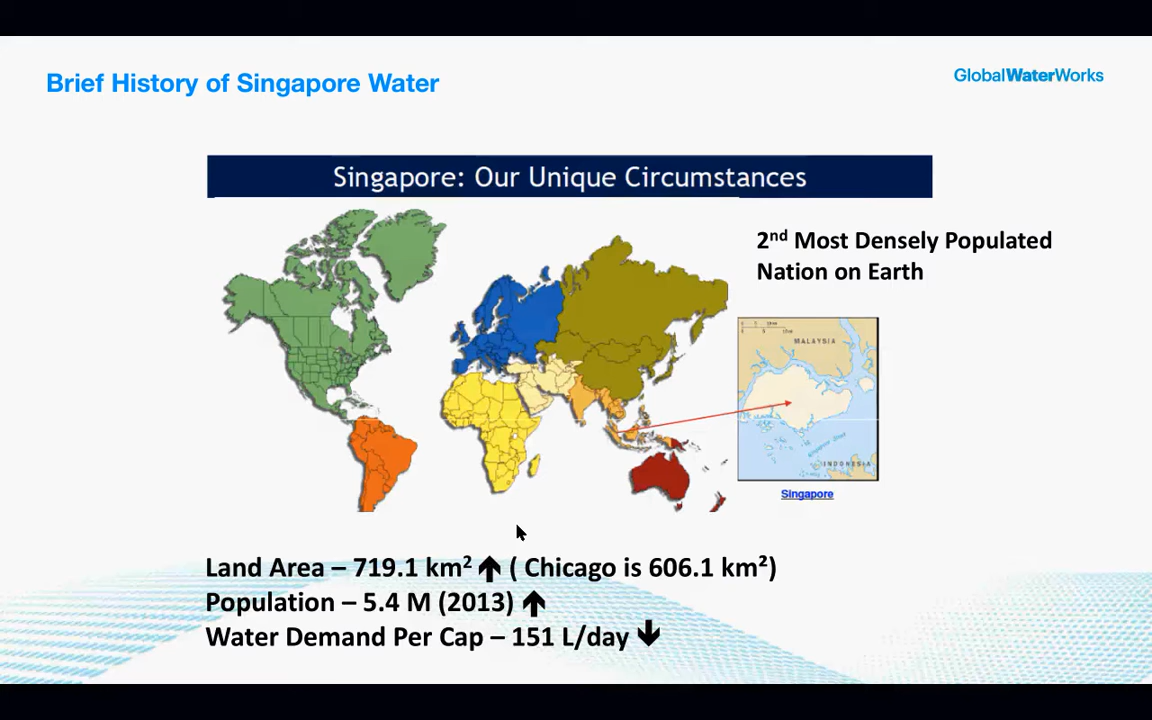 Brief History of Singapore Water
GlobalWaterWorks
Singapore: Our Unique Circumstances
2nd Most Densely Populated
Nation on Earth
MALAYSIA
INDONESIA
Singapore
Land Area – 719.1 km² ↑ ( Chicago is 606.1 km²)
Population – 5.4 M (2013) ↑
Water Demand Per Cap – 151 L/day ↓